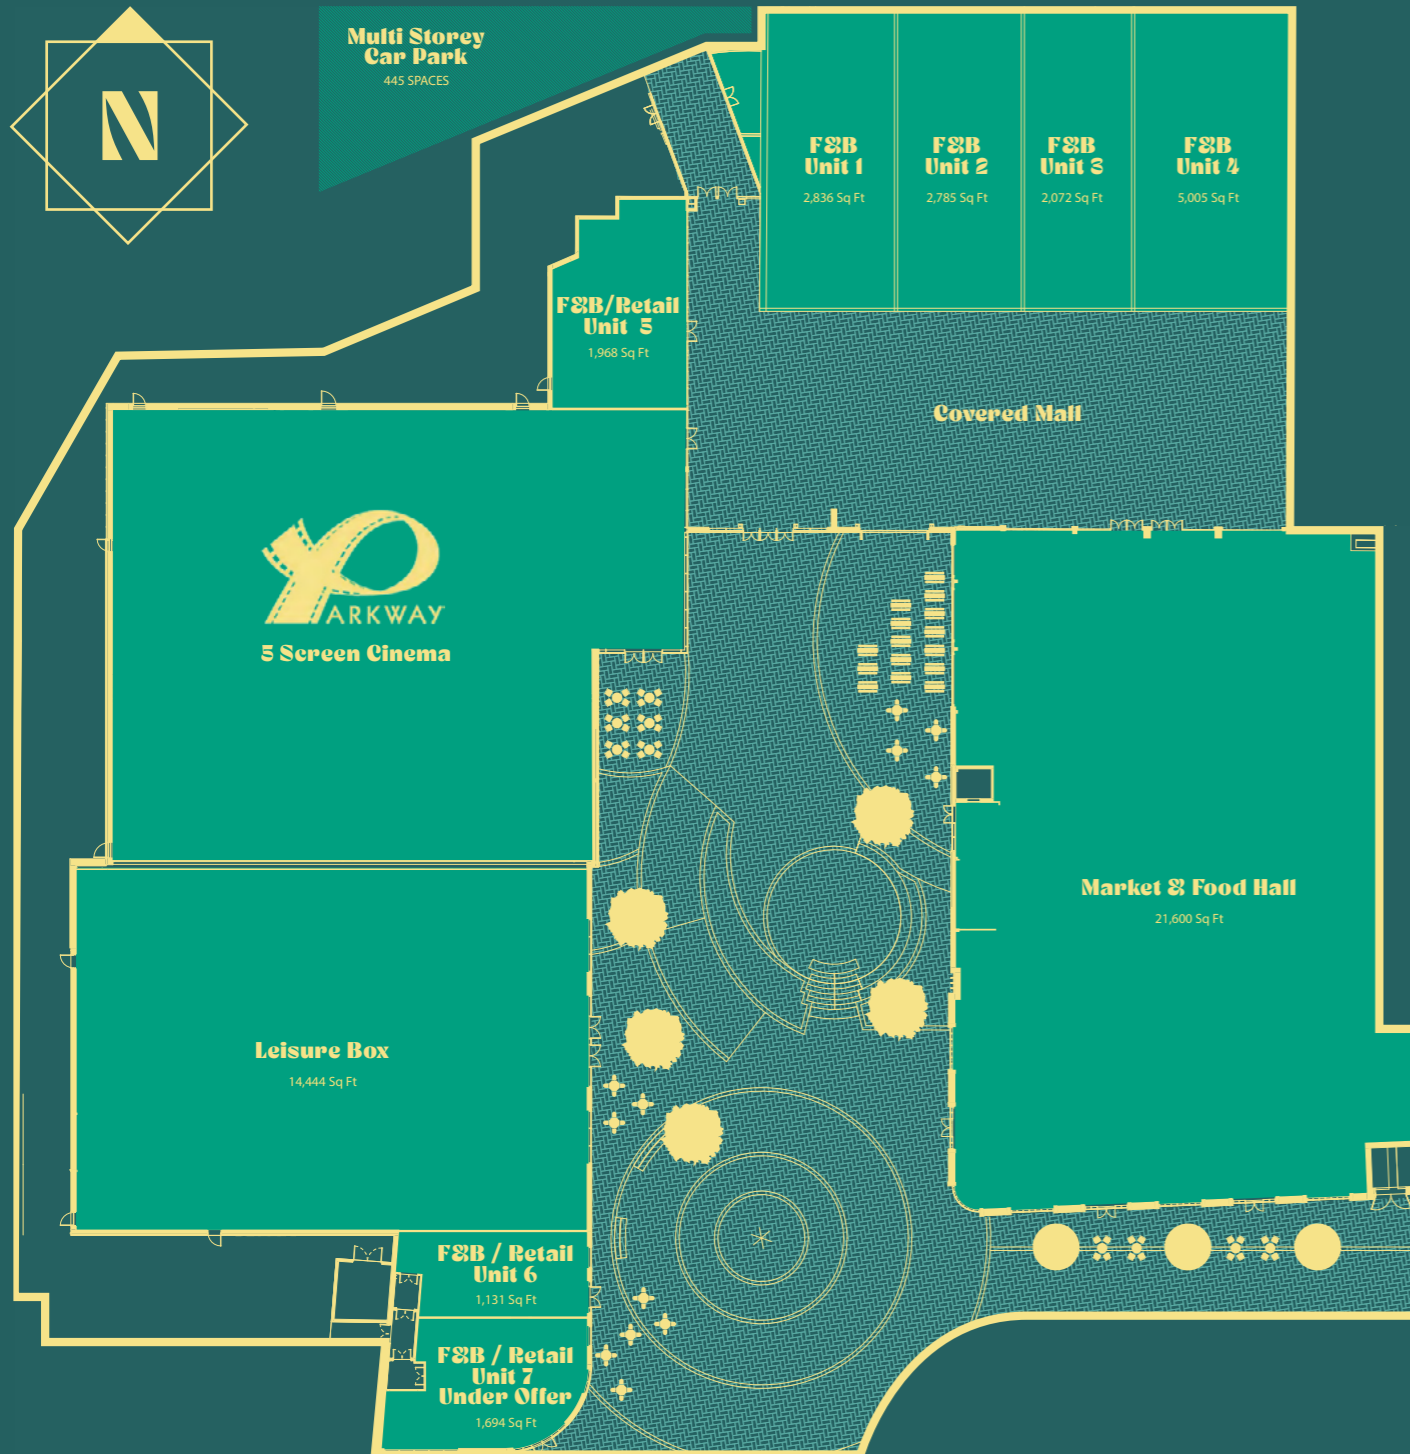 N
Multi Storey
Car Park
445 SPACES
F&B
Unit 1
2,836 Sq Ft
F&B
Unit 2
2,785 Sq Ft
F&B
Unit 3
2,072 Sq Ft
F&B
Unit 4
5,005 Sq Ft
F&B/Retail
Unit 5
1,968 Sq Ft
Covered Mall
PARKWAY
5 Screen Cinema
Market & Food Hall
21,600 Sq Ft
Leisure Box
14,444 Sq Ft
F&B / Retail
Unit 6
1,131 Sq Ft
F&B / Retail
Unit 7
Under Offer
1,694 Sq Ft